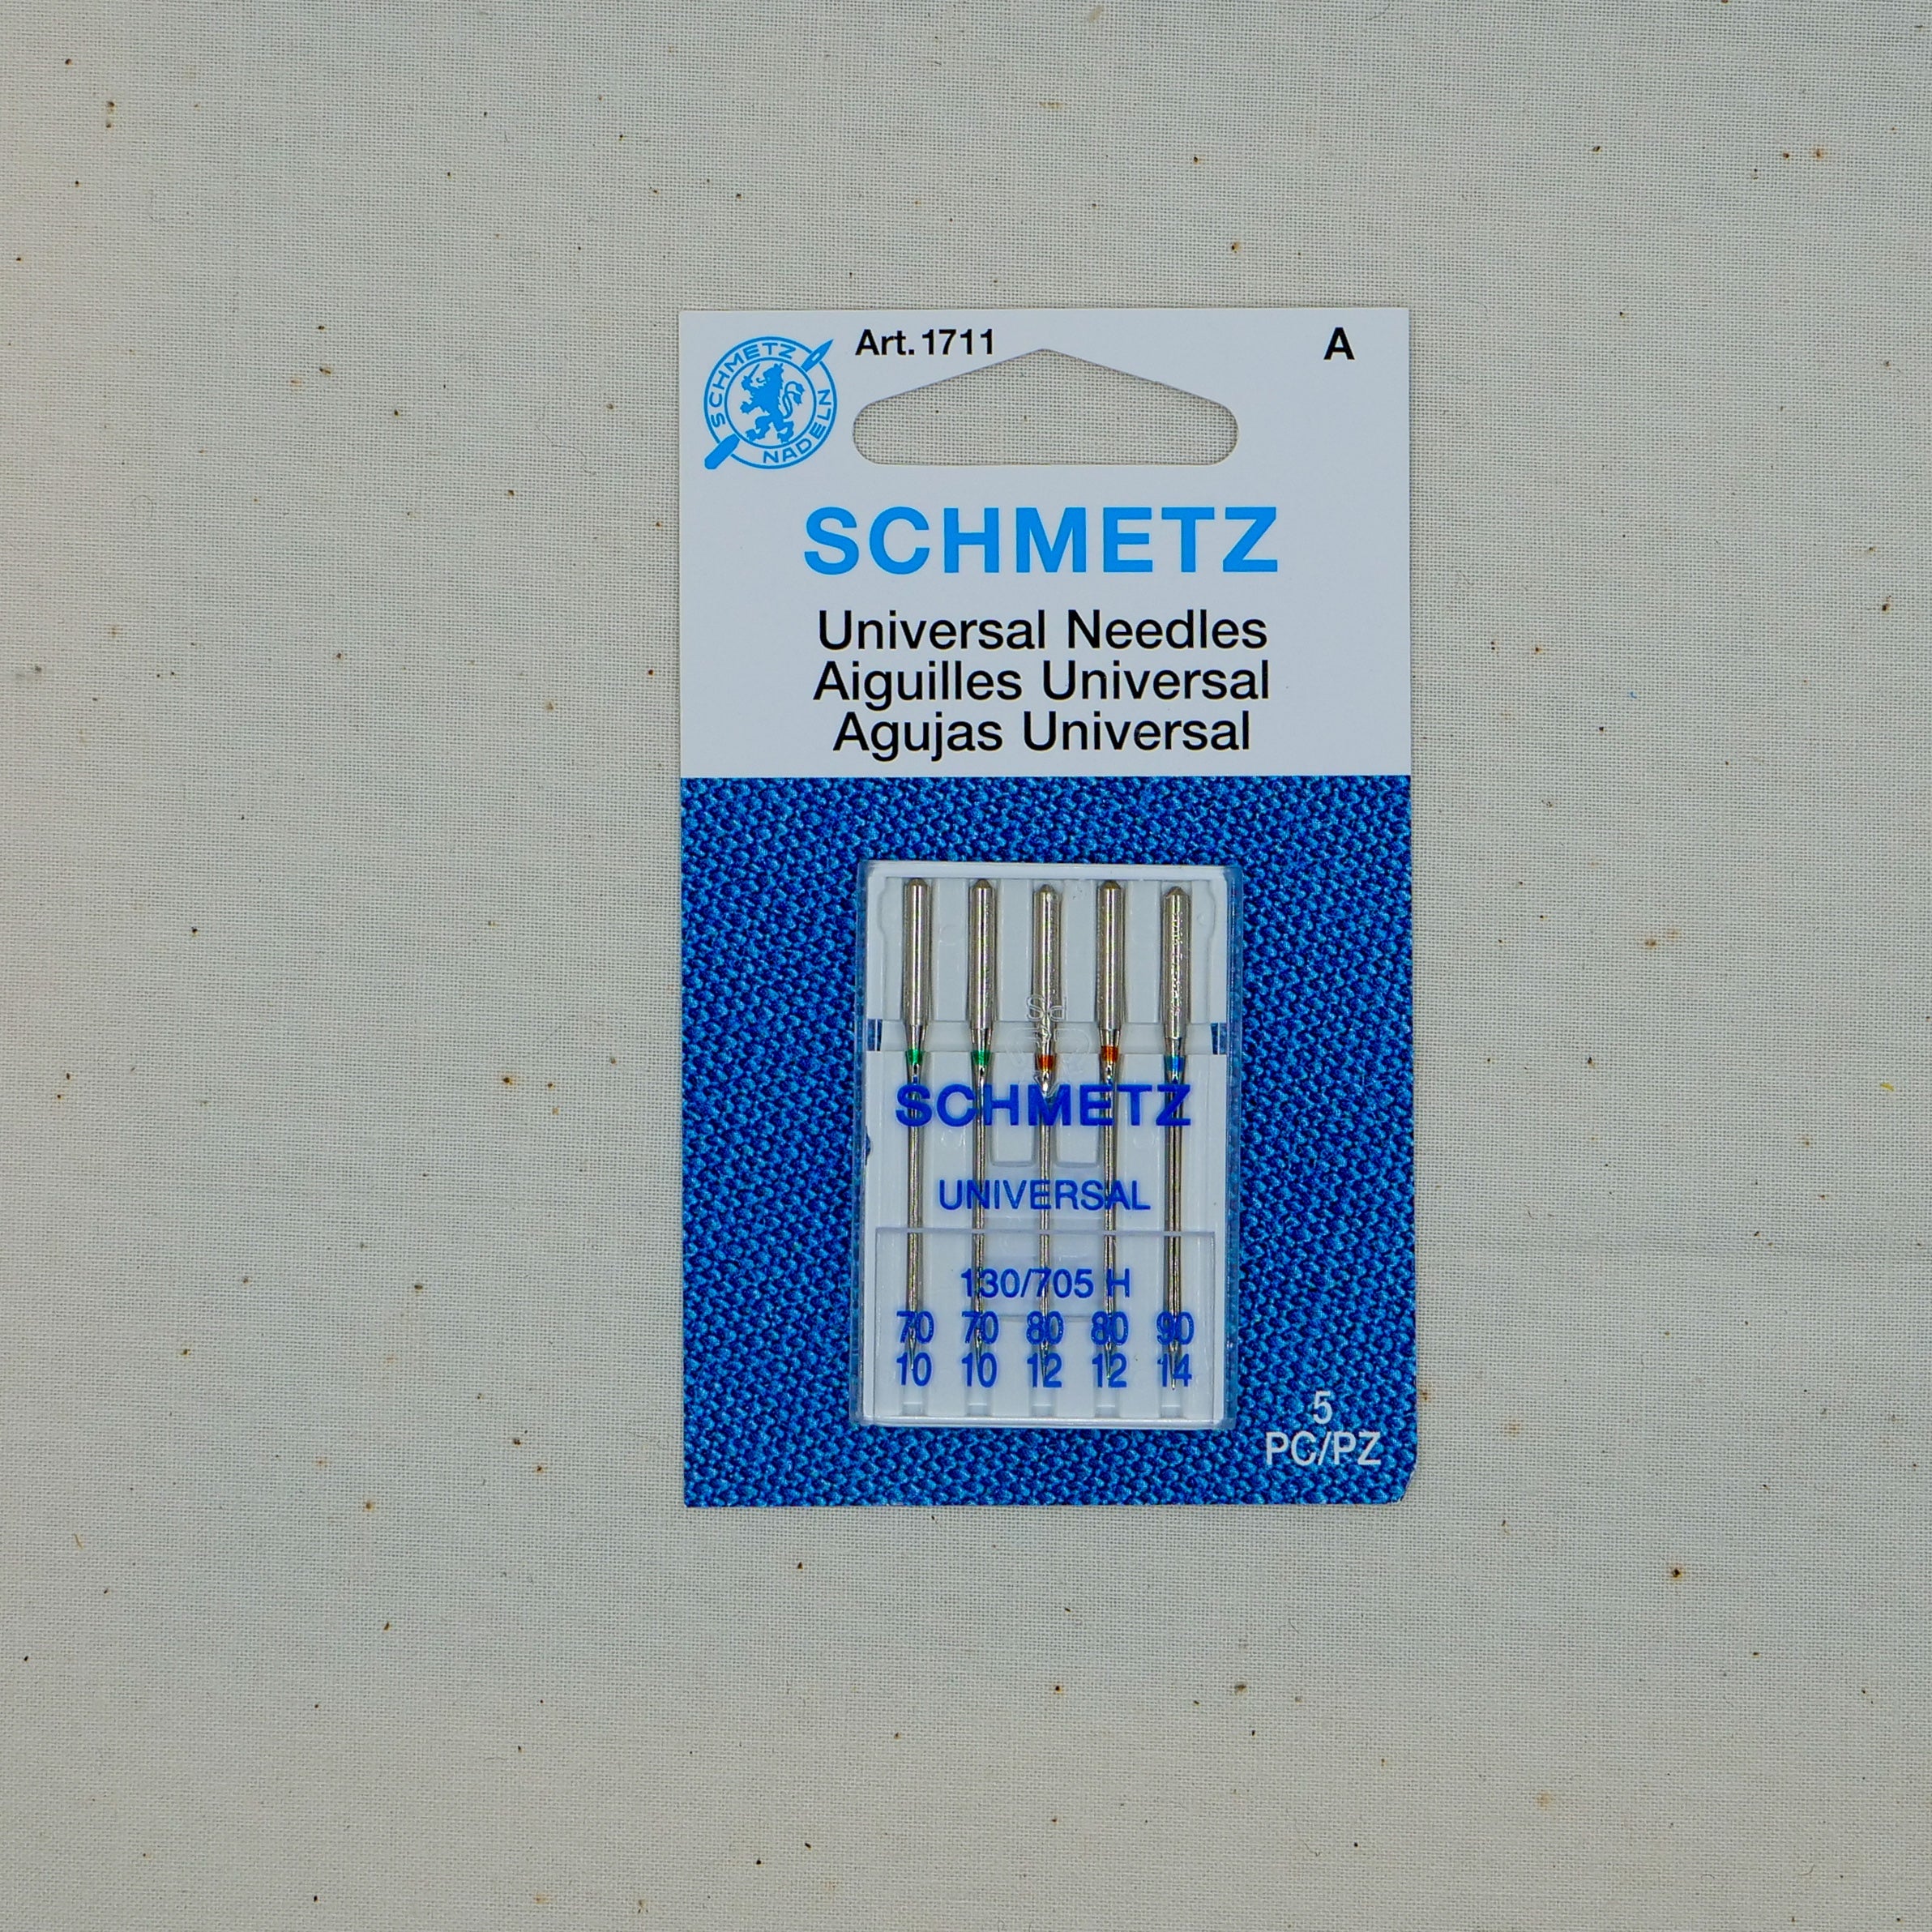 Art. 1711
A
SCHMETZ
NADELN
SCHMETZ
Universal Needles
Aiguilles Universal
Agujas Universal
SCHMETZ
UNIVERSAL
130/705 H
70 70 80 80 90
10 10 12 12 14
5
PC/PZ